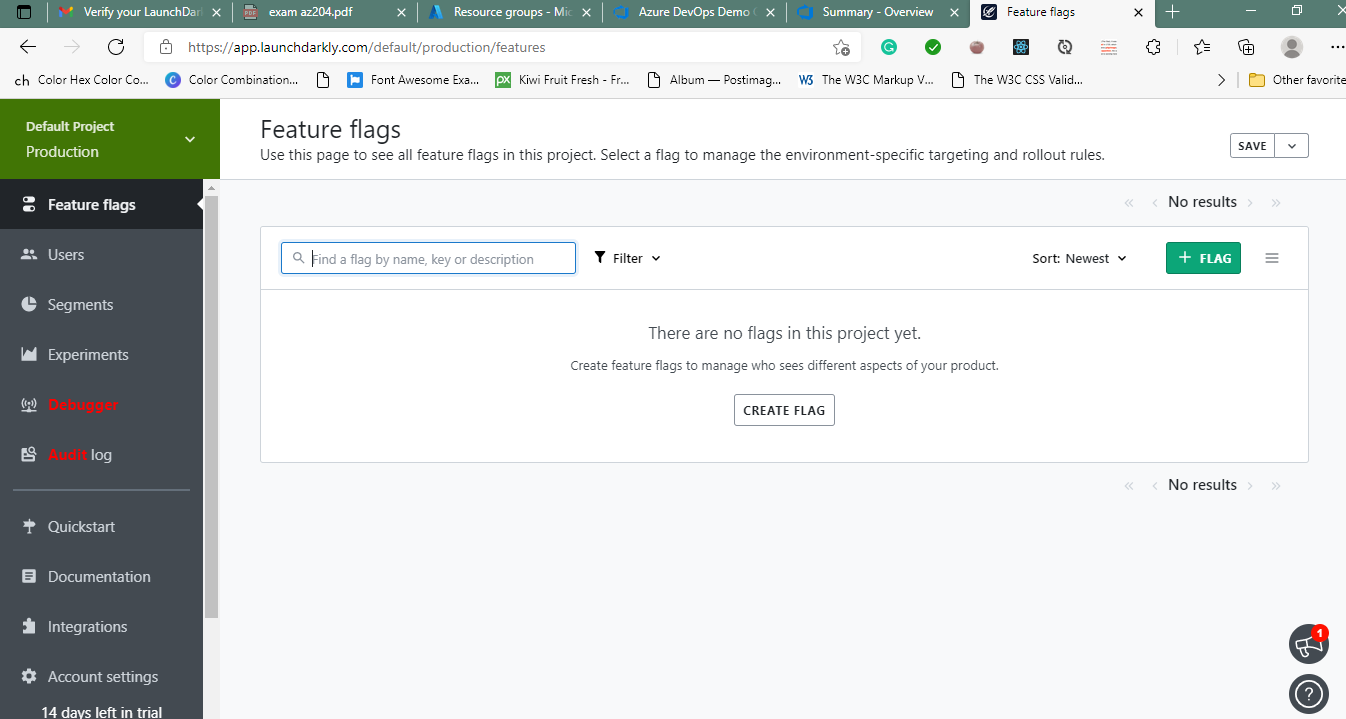 Verify your LaunchDar
exam az204.pdf
Resource groups - Mic
Azure DevOps Demo
Summary - Overview
Feature flags
https://app.launchdarkly.com/default/production/features
ch Color Hex Color Co...
C Color Combination...
Font Awesome Exa...
px Kiwi Fruit Fresh - Fr...
Album — Postimag...
W3 The W3C Markup V...
The W3C CSS Valid...
Other favorite
Default Project
Production
Feature flags
Use this page to see all feature flags in this project. Select a flag to manage the environment-specific targeting and rollout rules.
SAVE
Feature flags
Users
Segments
Experiments
Debugger
Audit log
Quickstart
Documentation
Integrations
Account settings
14 days left in trial
No results
Find a flag by name, key or description
Filter
Sort: Newest
+ FLAG
There are no flags in this project yet.
Create feature flags to manage who sees different aspects of your product.
CREATE FLAG
No results
1
?